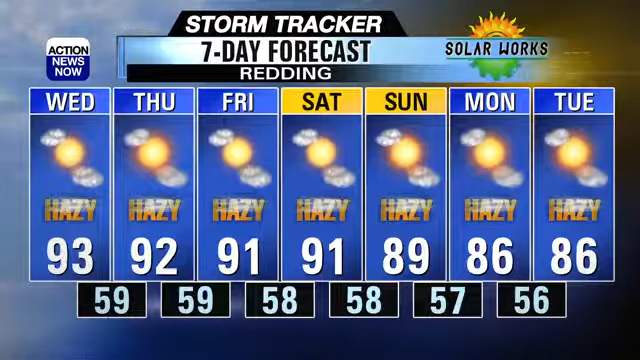 STORM TRACKER
ACTION NEWS NOW
7-DAY FORECAST
SOLAR WORKS
REDDING
WED THU FRI SAT SUN MON TUE
HAZY HAZY HAZY HAZY HAZY HAZY HAZY
93 92 91 91 89 86 86
59 59 58 58 57 56